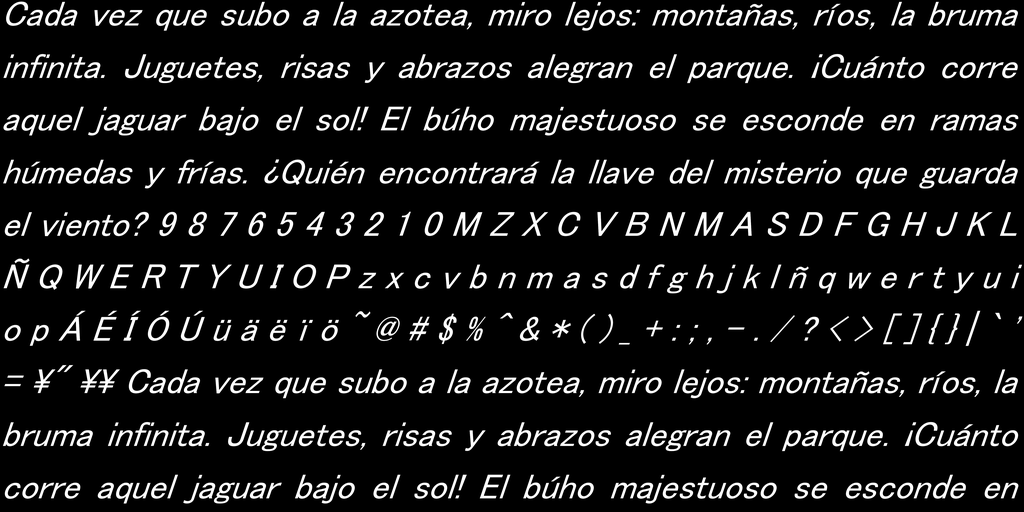 Cada vez que subo a la azotea, miro lejos: montañas, ríos, la bruma
infinita. Juguetes, risas y abrazos alegran el parque. ¡Cuánto corre
aquel jaguar bajo el sol! El búho majestuoso se esconde en ramas
húmedas y frías. ¿Quién encontrará la llave del misterio que guarda
el viento? 9 8 7 6 5 4 3 2 1 0 M Z X C V B N M A S D F G H J K L
Ñ Q W E R T Y U I O P z x c v b n m a s d f g h j k l ñ q w e r t y u i
o p Á É Í Ó Ú ü ä ë ï ö ~ @ # $ % ^ & * ( ) _ + : ; , - . / ? < > [ ] { } | ` '
= ¥ " ¥¥ Cada vez que subo a la azotea, miro lejos: montañas, ríos, la
bruma infinita. Juguetes, risas y abrazos alegran el parque. ¡Cuánto
corre aquel jaguar bajo el sol! El búho majestuoso se esconde en